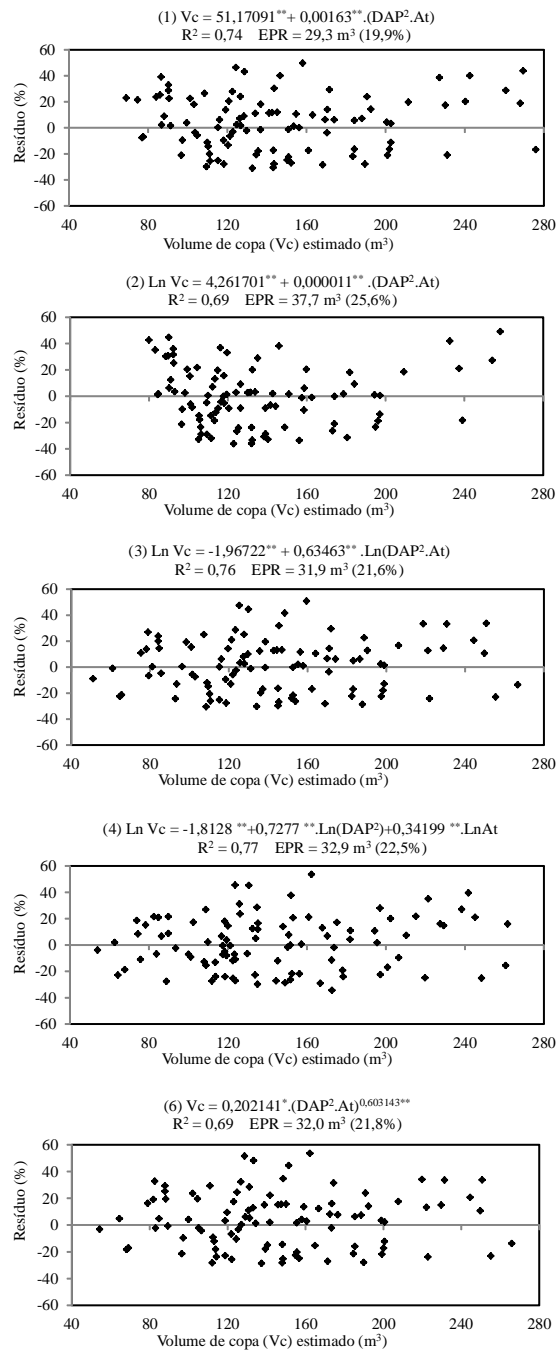 (1) Vc = 51,17091** + 0,00163**.(DAP².At)
R² = 0,74 EPR = 29,3 m³ (19,9%)
Resíduo (%)
60
40
20
0
-20
-40
-60
40 80 120 160 200 240 280
Volume de copa (Vc) estimado (m³)
(2) Ln Vc = 4,261701** + 0,000011** .(DAP².At)
R² = 0,69 EPR = 37,7 m³ (25,6%)
Resíduo (%)
60
40
20
0
-20
-40
-60
40 80 120 160 200 240 280
Volume de copa (Vc) estimado (m³)
(3) Ln Vc = -1,96722** + 0,63463** .Ln(DAP².At)
R² = 0,76 EPR = 31,9 m³ (21,6%)
Resíduo (%)
60
40
20
0
-20
-40
-60
40 80 120 160 200 240 280
Volume de copa (Vc) estimado (m³)
(4) Ln Vc = -1,8128 **+0,7277 **.Ln(DAP²)+0,34199 **.LnAt
R² = 0,77 EPR = 32,9 m³ (22,5%)
Resíduo (%)
60
40
20
0
-20
-40
-60
40 80 120 160 200 240 280
Volume de copa (Vc) estimado (m³)
(6) Vc = 0,202141*.(DAP².At)^0,603143**
R² = 0,69 EPR = 32,0 m³ (21,8%)
Resíduo (%)
60
40
20
0
-20
-40
-60
40 80 120 160 200 240 280
Volume de copa (Vc) estimado (m³)